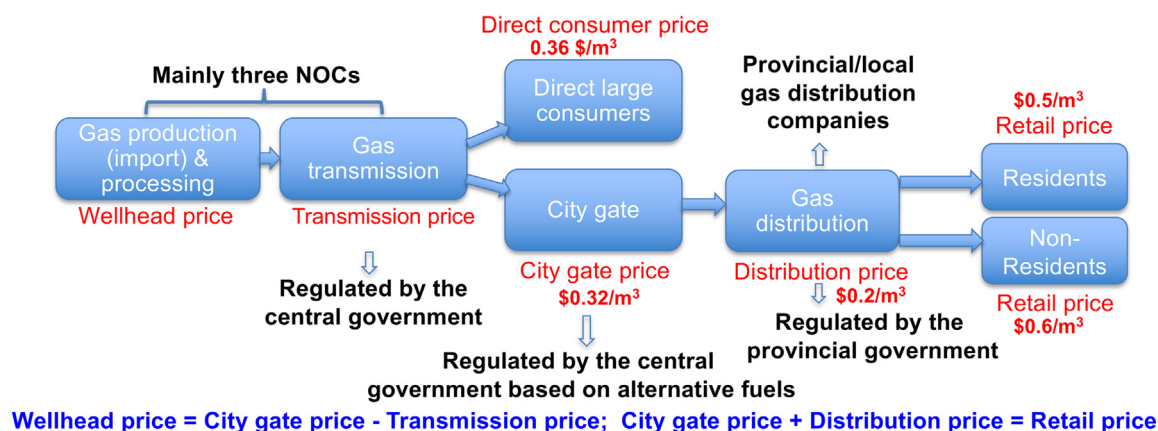 Direct consumer price
0.36 $/m³
Mainly three NOCs
Provincial/local
gas distribution
companies
Direct large
consumers
$0.5/m³
Retail price
Gas production
(import) &
processing
Gas
transmission
Residents
City gate
Gas
distribution
Non-
Residents
Wellhead price
Transmission price
City gate price
$0.32/m³
Distribution price
$0.2/m³
Retail price
$0.6/m³
Regulated by the
central government
Regulated by the
provincial government
Regulated by the central
government based on alternative fuels
Wellhead price = City gate price - Transmission price; City gate price + Distribution price = Retail price